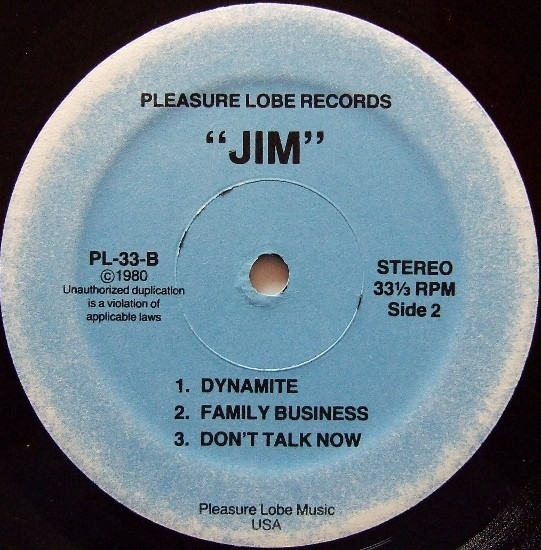 PLEASURE LOBE RECORDS
“JIM”
PL-33-B
©1980
Unauthorized duplication
is a violation of
applicable laws
STEREO
33⅓ RPM
Side 2
1. DYNAMITE
2. FAMILY BUSINESS
3. DON'T TALK NOW
Pleasure Lobe Music
USA